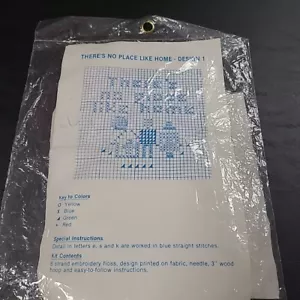 THERE'S NO PLACE LIKE HOME - DESIGN 1
THERE'S
NO PLACE
LIKE HOME
Key to Colors
Yellow
Blue
Green
Red
Special Instructions
Detail in letters e, s and k are worked in blue straight stitches.
Kit Contents
6 strand embroidery floss, design printed on fabric, needle, 3" wood
hoop and easy-to-follow instructions.